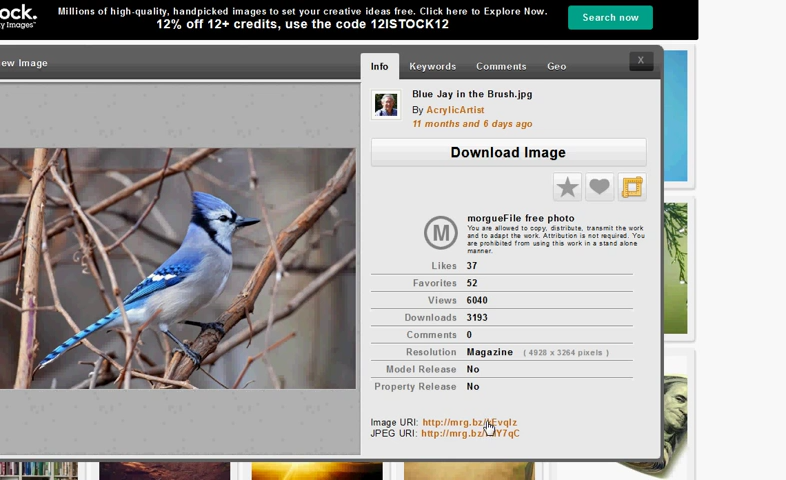 ock.
Millions of high-quality, handpicked images to set your creative ideas free. Click here to Explore Now.
12% off 12+ credits, use the code 12ISTOCK12
Search now
y Images™
ew Image
Info Keywords Comments Geo X
Blue Jay in the Brush.jpg
By AcrylicArtist
11 months and 6 days ago
Download Image
M
morgueFile free photo
You are allowed to copy, distribute, transmit the work
and to adapt the work. Attribution is not required. You
are prohibited from using this work in a stand alone
manner.
Likes 37
Favorites 52
Views 6040
Downloads 3193
Comments 0
Resolution Magazine ( 4928 x 3264 pixels )
Model Release No
Property Release No
Image URI:
JPEG URI: